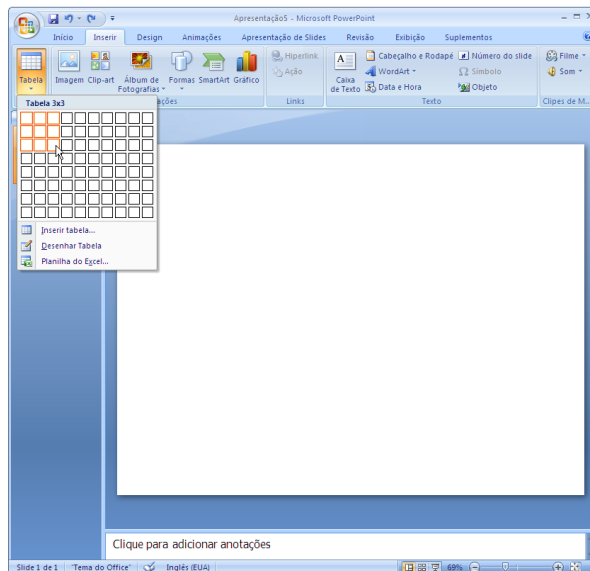 Apresentação5 - Microsoft PowerPoint
Início Inserir Design Animações Apresentação de Slides Revisão Exibição Suplementos
Tabela
Imagem
Clip-art
Álbum de Fotografias
Formas
SmartArt
Gráfico
Hiperlink
Ação
Links
Caixa de Texto
Cabeçalho e Rodapé
WordArt
Data e Hora
Número do slide
Símbolo
Objeto
Texto
Filme
Som
Clipes de M...
Tabela 3x3
Inserir tabela...
Desenhar Tabela
Planilha do Excel...
Clique para adicionar anotações
Slide 1 de 1 "Tema do Office" Inglês (EUA) 69%